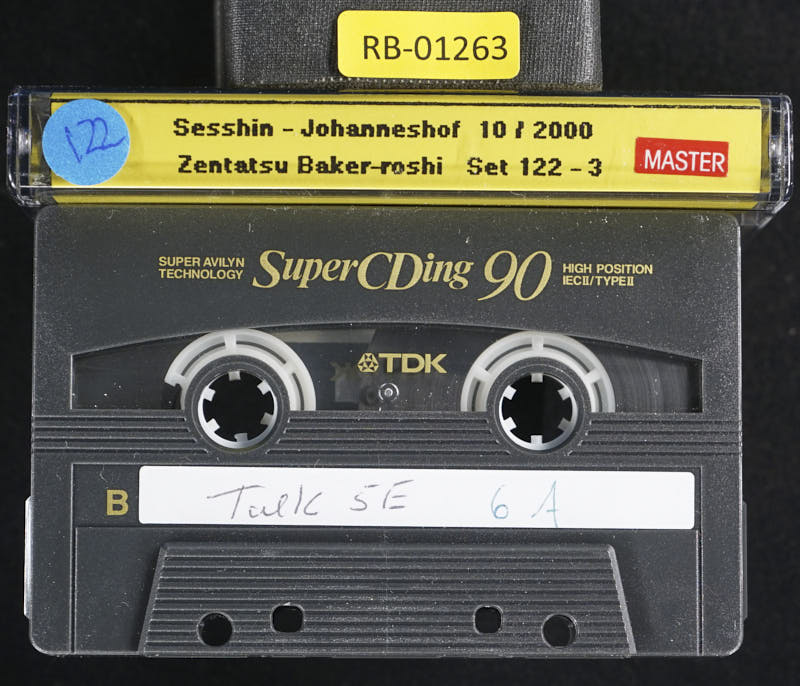 RB-01263
122
Sesshin - Johanneshof 10 / 2000
Zentatsu Baker-roshi Set 122 - 3
MASTER
SUPER AVILYN
TECHNOLOGY
SuperCDing 90
HIGH POSITION
IECII/TYPEII
TDK
B
Talk 5E 6A